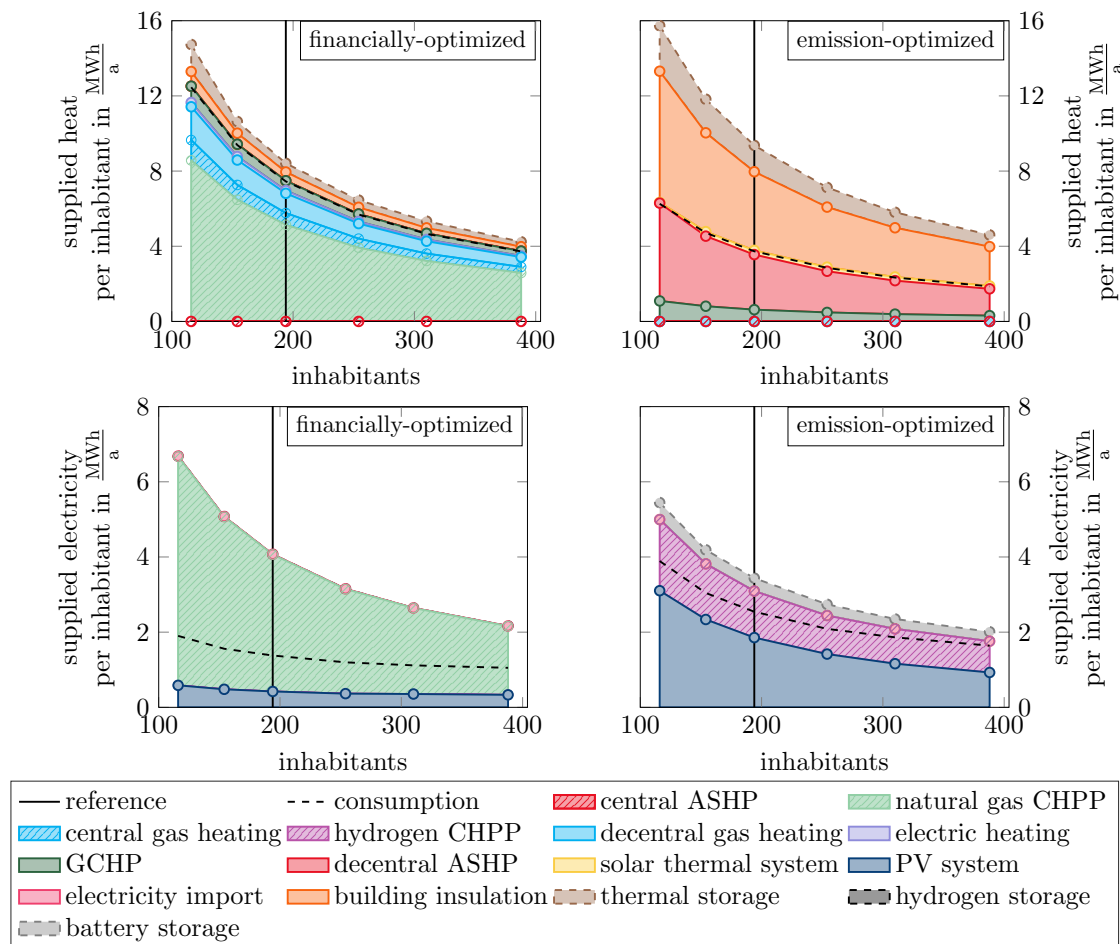 financially-optimized
supplied heat
per inhabitant in MWh/a
0
4
8
12
16
100 200 300 400
inhabitants
emission-optimized
supplied heat
per inhabitant in MWh/a
0
4
8
12
16
100 200 300 400
inhabitants
financially-optimized
supplied electricity
per inhabitant in MWh/a
0
2
4
6
8
100 200 300 400
inhabitants
emission-optimized
supplied electricity
per inhabitant in MWh/a
0
2
4
6
8
100 200 300 400
inhabitants
reference consumption central ASHP natural gas CHPP
central gas heating hydrogen CHPP decentral gas heating electric heating
GCHP decentral ASHP solar thermal system PV system
electricity import building insulation thermal storage hydrogen storage
battery storage